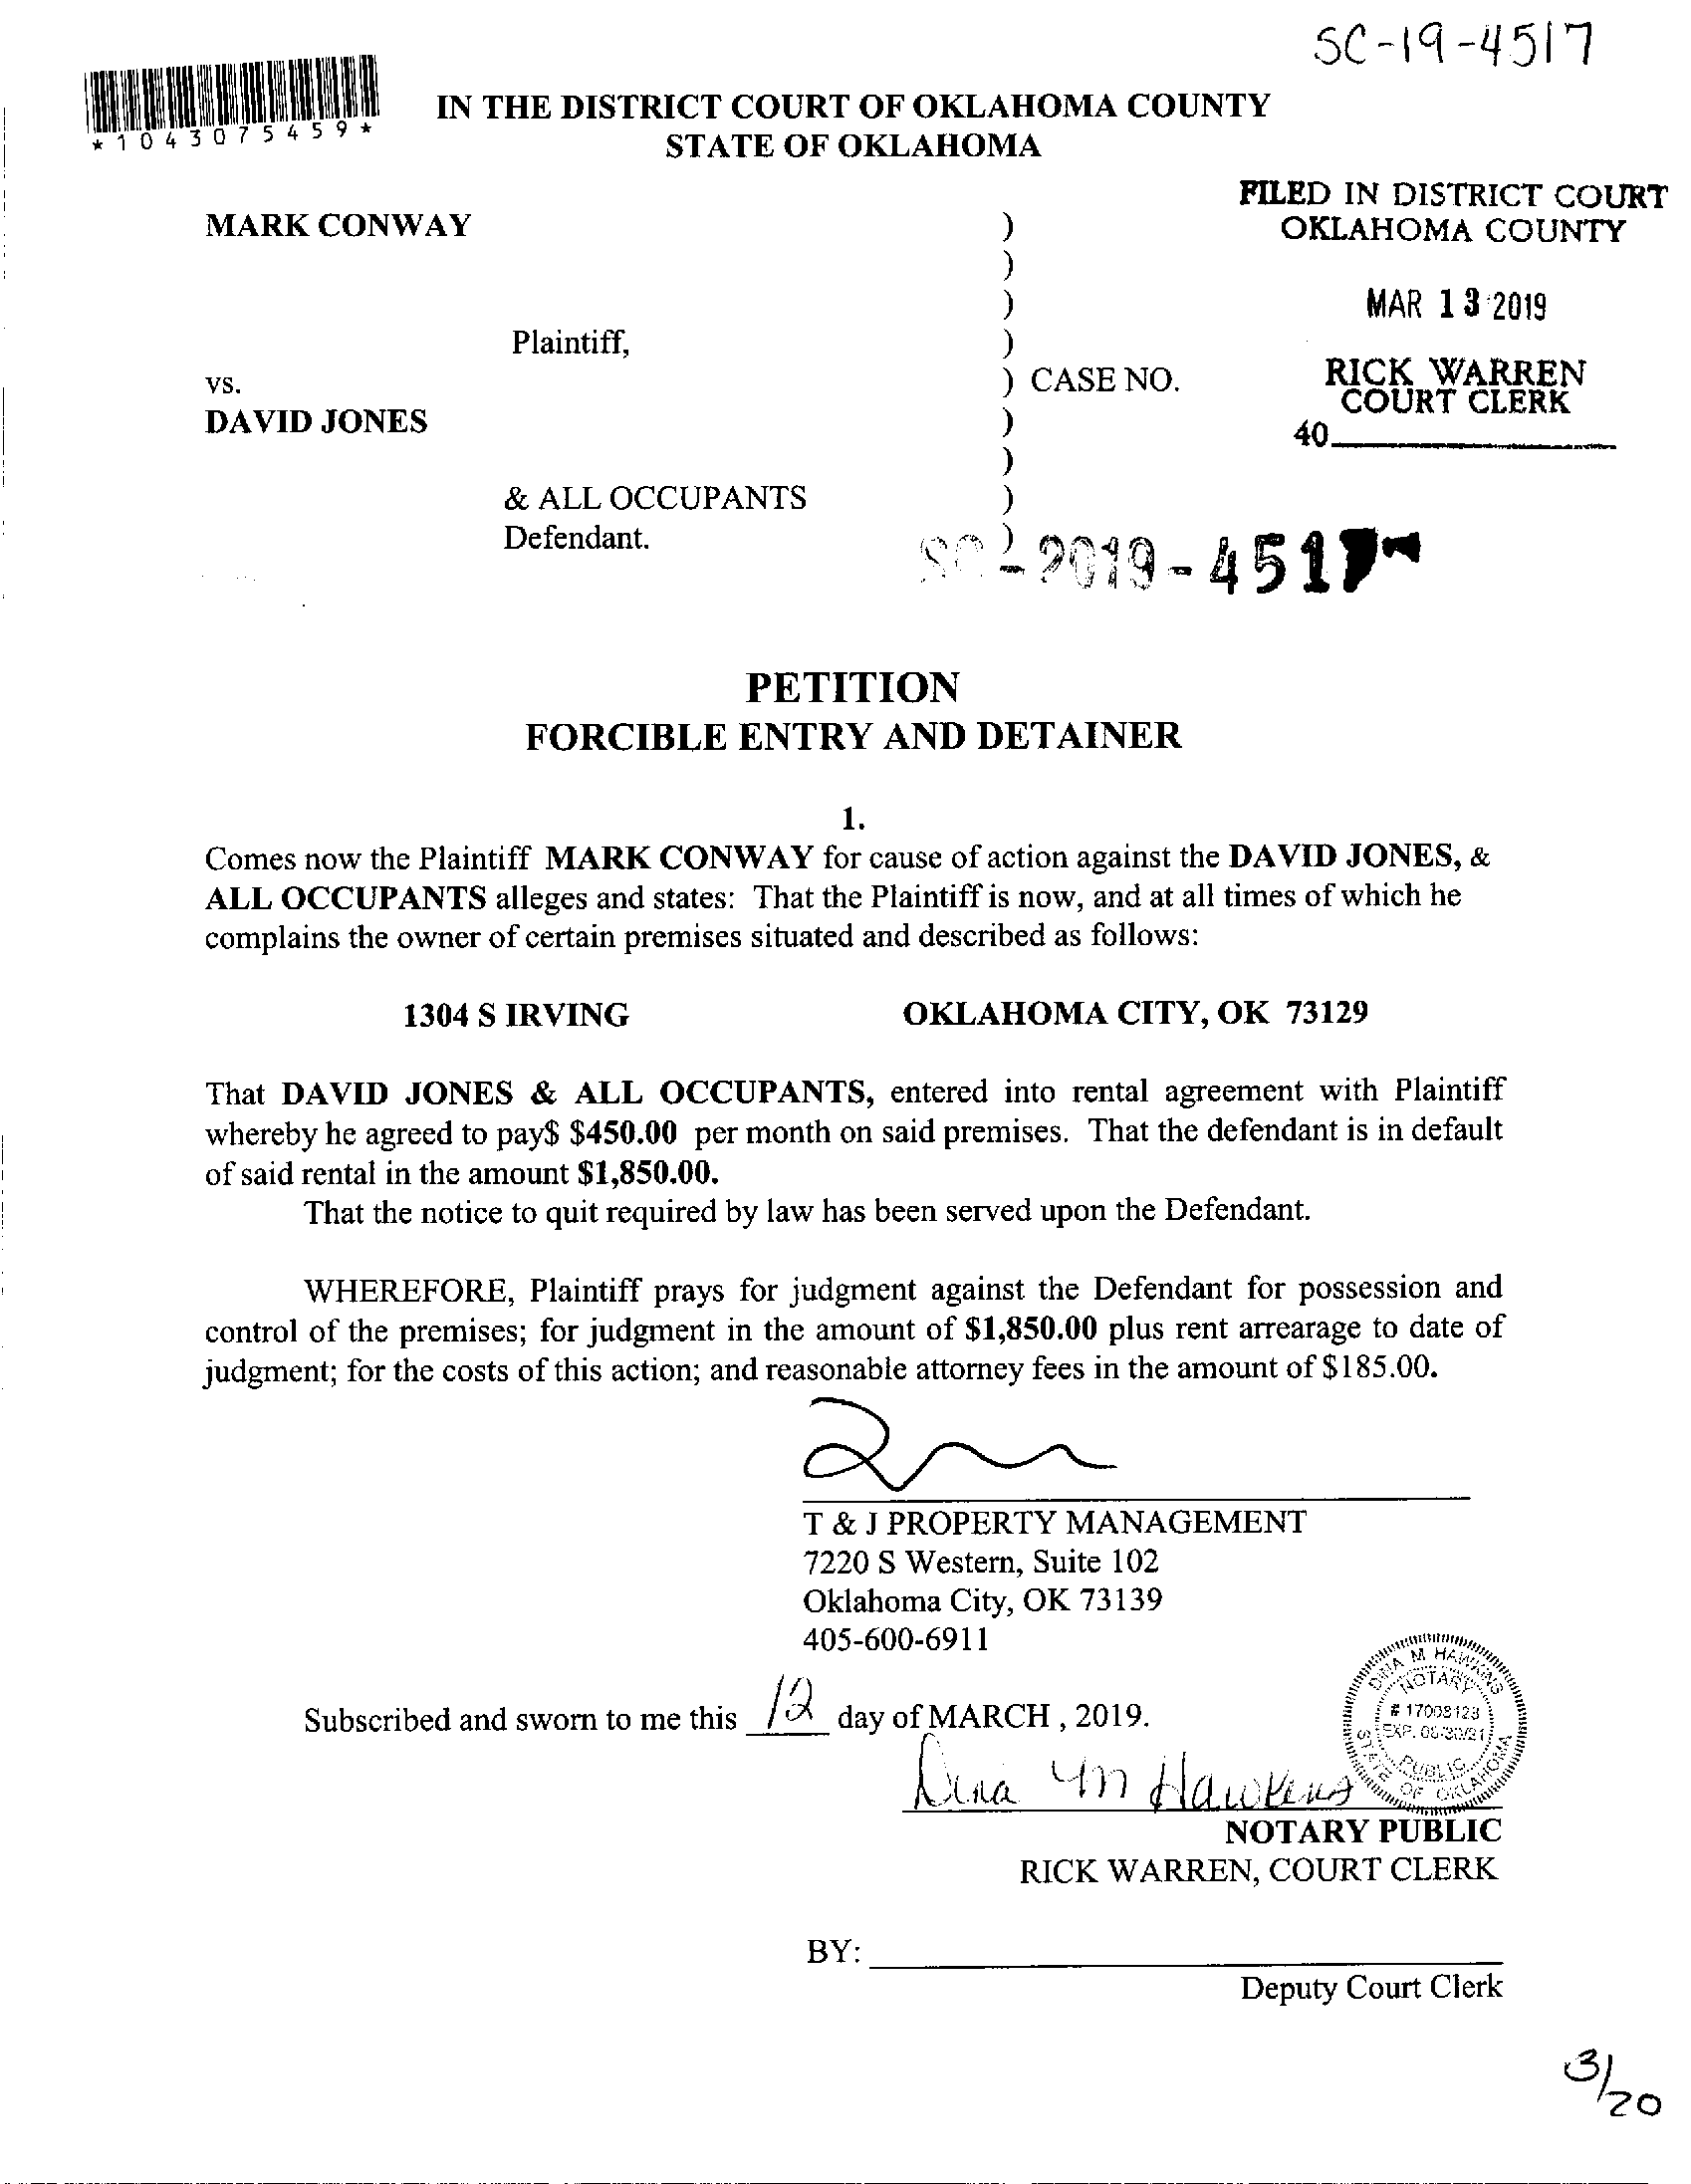 SC-19-4517
*1043075459*
IN THE DISTRICT COURT OF OKLAHOMA COUNTY
STATE OF OKLAHOMA
FILED IN DISTRICT COURT
OKLAHOMA COUNTY
MARK CONWAY )
)
MAR 13 2019
)
Plaintiff, )
vs. ) CASE NO.
RICK WARREN
COURT CLERK
DAVID JONES )
40
)
& ALL OCCUPANTS )
Defendant. )
SC-2019-4517
PETITION
FORCIBLE ENTRY AND DETAINER
1.
Comes now the Plaintiff MARK CONWAY for cause of action against the DAVID JONES, &
ALL OCCUPANTS alleges and states: That the Plaintiff is now, and at all times of which he
complains the owner of certain premises situated and described as follows:
1304 S IRVING OKLAHOMA CITY, OK 73129
That DAVID JONES & ALL OCCUPANTS, entered into rental agreement with Plaintiff
whereby he agreed to pay$ $450.00 per month on said premises. That the defendant is in default
of said rental in the amount $1,850.00.
That the notice to quit required by law has been served upon the Defendant.
WHEREFORE, Plaintiff prays for judgment against the Defendant for possession and
control of the premises; for judgment in the amount of $1,850.00 plus rent arrearage to date of
judgment; for the costs of this action; and reasonable attorney fees in the amount of $185.00.
T & J PROPERTY MANAGEMENT
7220 S Western, Suite 102
Oklahoma City, OK 73139
405-600-6911
Subscribed and sworn to me this 12 day of MARCH , 2019.
Dina M Hawkins
DINA M HAWKINS
NOTARY
# 17008123
EXP. 08/30/21
PUBLIC
STATE OF OKLAHOMA
NOTARY PUBLIC
RICK WARREN, COURT CLERK
BY:
Deputy Court Clerk
3/20